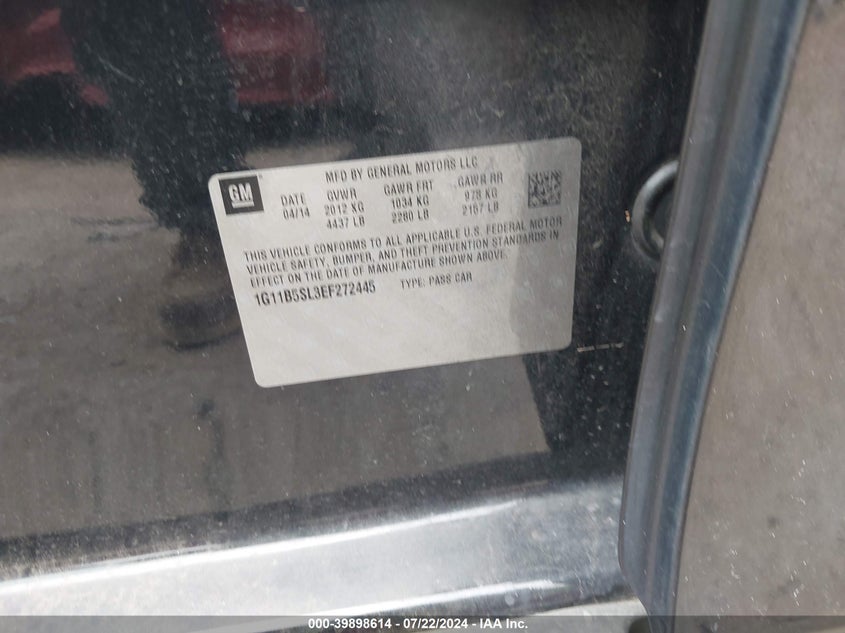 GM
MFD BY GENERAL MOTORS LLC
DATE GVWR GAWR FRT GAWR RR
04/14 2012 KG 1034 KG 978 KG
4437 LB 2280 LB 2157 LB
THIS VEHICLE CONFORMS TO ALL APPLICABLE U.S. FEDERAL MOTOR
VEHICLE SAFETY, BUMPER, AND THEFT PREVENTION STANDARDS IN
EFFECT ON THE DATE OF MANUFACTURE SHOWN ABOVE.
1G11B5SL3EF272445 TYPE: PASS CAR
000-39898614 - 07/22/2024 - IAA Inc.